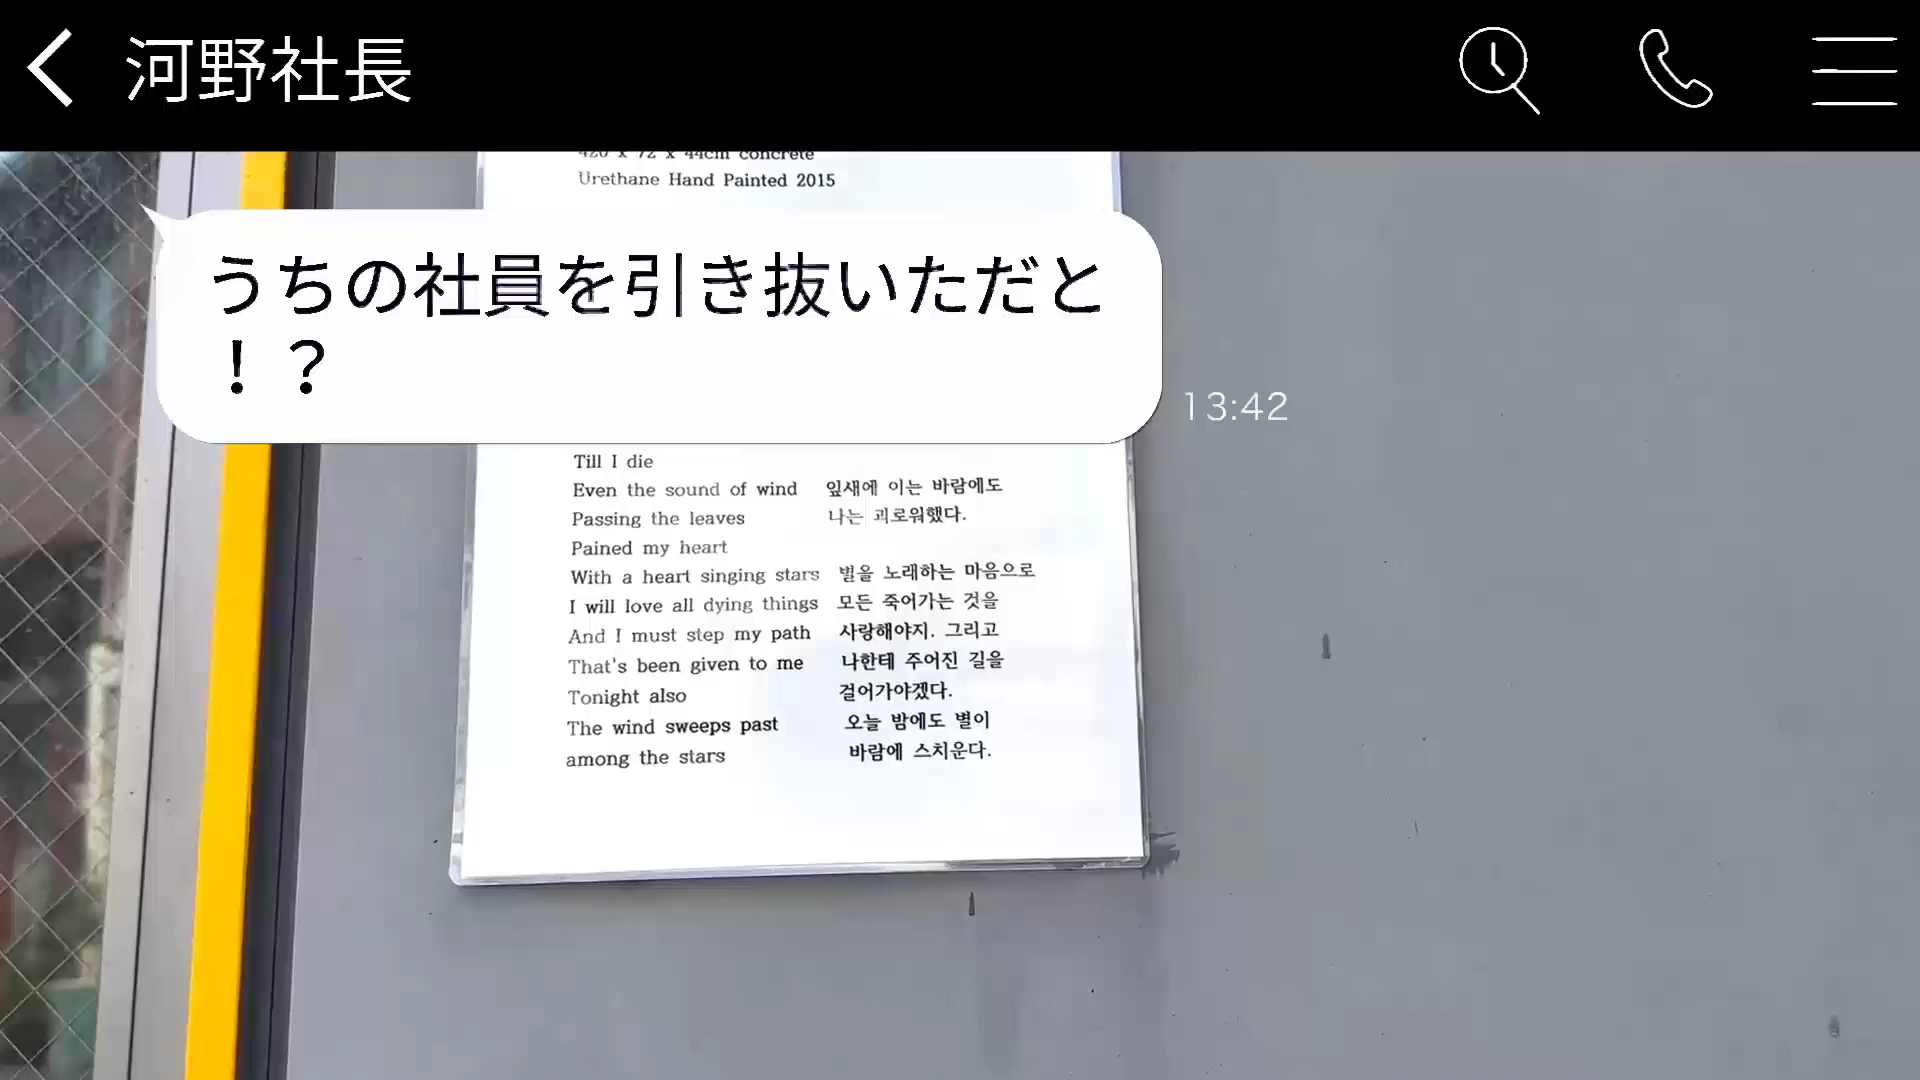 河野社長
420 x 72 x 44cm concrete
Urethane Hand Painted 2015
うちの社員を引き抜いただと
！？
13:42
Till I die
Even the sound of wind 잎새에 이는 바람에도
Passing the leaves 나는 괴로워했다.
Pained my heart
With a heart singing stars 별을 노래하는 마음으로
I will love all dying things 모든 죽어가는 것을
And I must step my path 사랑해야지. 그리고
That's been given to me 나한테 주어진 길을
Tonight also 걸어가야겠다.
The wind sweeps past 오늘 밤에도 별이
among the stars 바람에 스치운다.